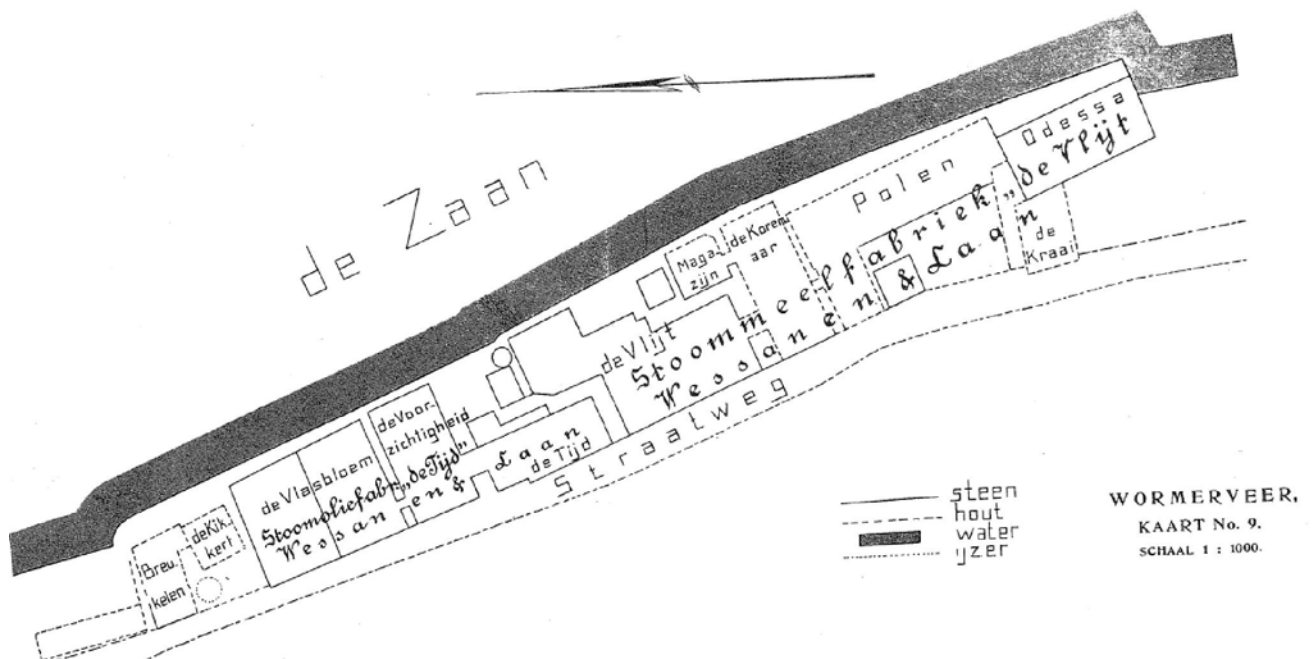 de Zaan
Odessa
Polen
Stoommeelfabriek „de Vlijt
Wessanen & Laan
de
Kraai
de Koren
aar
Maga-
zijn
de Vlijt
Straatweg
de Voor-
zichtigheid
Laan
de Tijd
de Vlasbloem
Stoomoliefabr. „de Tijd”
Wessanen &
de Kik-
kert
Breu-
kelen
steen
hout
water
ijzer
WORMERVEER,
KAART No. 9.
SCHAAL 1 : 1000.